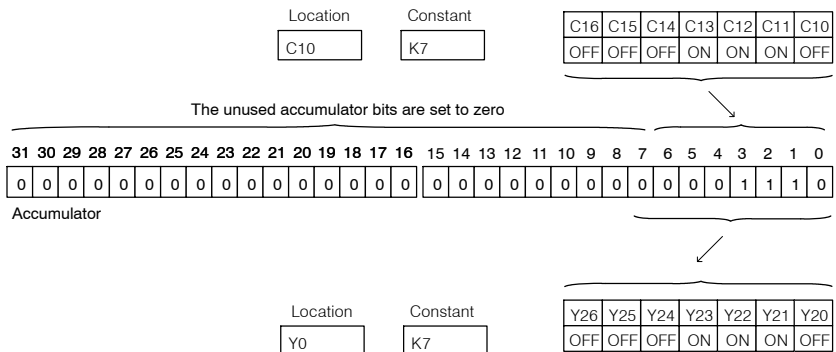 Location Constant
C10 K7
C16 C15 C14 C13 C12 C11 C10
OFF OFF OFF ON ON ON OFF
The unused accumulator bits are set to zero
31 30 29 28 27 26 25 24 23 22 21 20 19 18 17 16 15 14 13 12 11 10 9 8 7 6 5 4 3 2 1 0
0 0 0 0 0 0 0 0 0 0 0 0 0 0 0 0 0 0 0 0 0 0 0 0 0 0 0 0 1 1 1 0
Accumulator
Location Constant
Y0 K7
Y26 Y25 Y24 Y23 Y22 Y21 Y20
OFF OFF OFF ON ON ON OFF